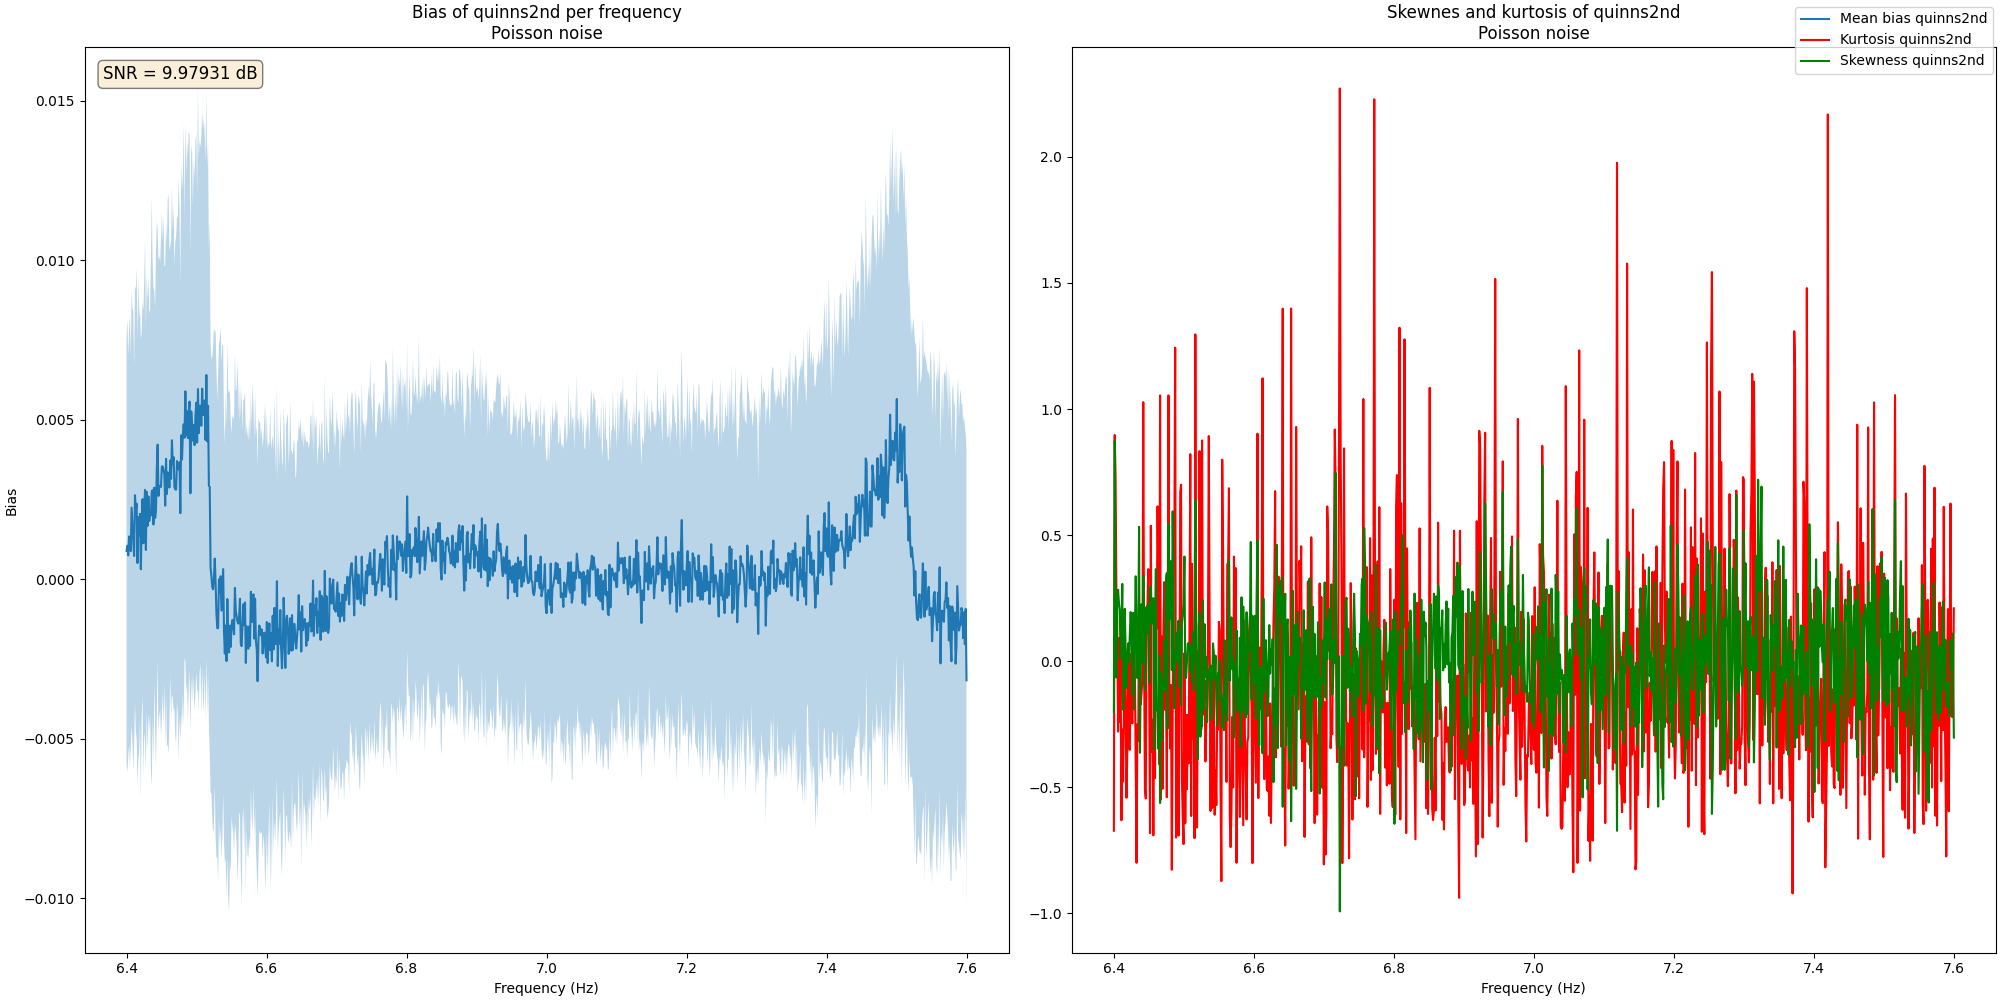 Bias of quinns2nd per frequency
Poisson noise
SNR = 9.97931 dB
0.015
0.010
0.005
0.000
−0.005
−0.010
Bias
6.4 6.6 6.8 7.0 7.2 7.4 7.6
Frequency (Hz)
Skewnes and kurtosis of quinns2nd
Poisson noise
Mean bias quinns2nd
Kurtosis quinns2nd
Skewness quinns2nd
2.0
1.5
1.0
0.5
0.0
−0.5
−1.0
6.4 6.6 6.8 7.0 7.2 7.4 7.6
Frequency (Hz)